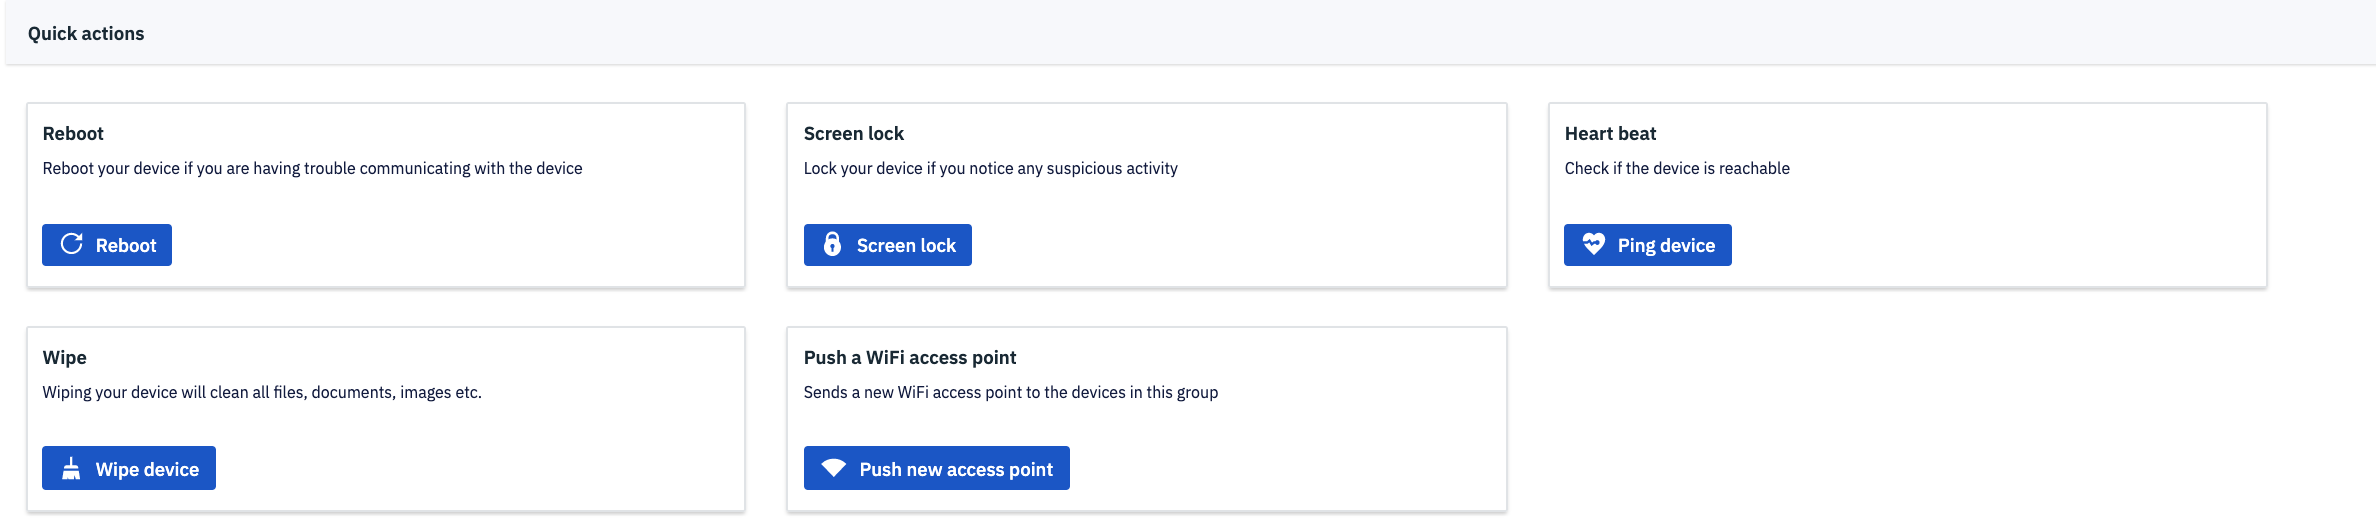 Quick actions
Reboot
Reboot your device if you are having trouble communicating with the device
Reboot
Screen lock
Lock your device if you notice any suspicious activity
Screen lock
Heart beat
Check if the device is reachable
Ping device
Wipe
Wiping your device will clean all files, documents, images etc.
Wipe device
Push a WiFi access point
Sends a new WiFi access point to the devices in this group
Push new access point